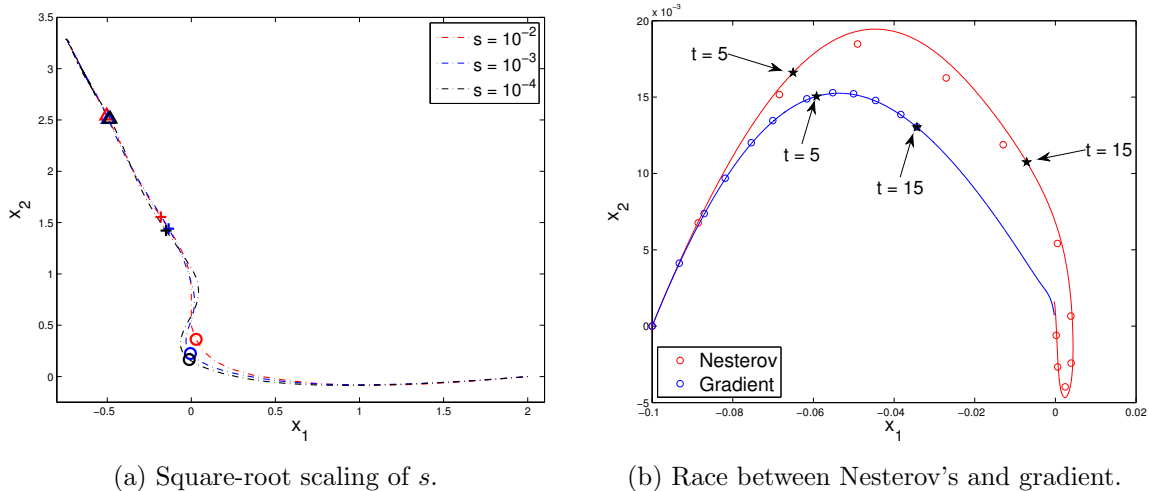 3.5
3
2.5
2
1.5
1
0.5
0
−0.5
0
0.5
1
1.5
2
x₁
x₂
s = 10⁻²
s = 10⁻³
s = 10⁻⁴
(a) Square-root scaling of s.
x 10⁻³
20
15
10
5
0
−5
−0.1
−0.08
−0.06
−0.04
−0.02
0
0.02
x₁
x₂
t = 5
t = 5
t = 15
t = 15
Nesterov
Gradient
(b) Race between Nesterov's and gradient.